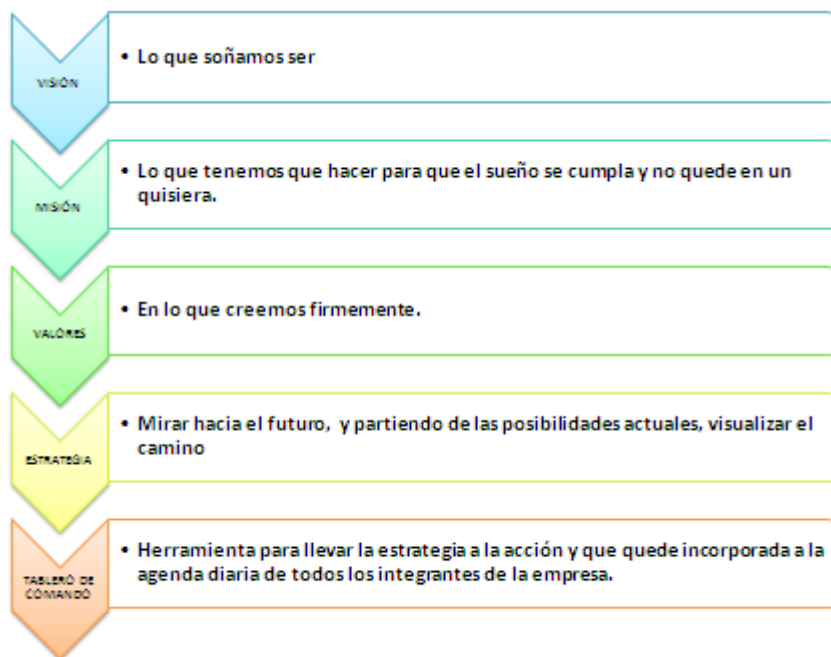 VISIÓN
• Lo que soñamos ser
MISIÓN
• Lo que tenemos que hacer para que el sueño se cumpla y no quede en un
quisiera.
VALORES
• En lo que creemos firmemente.
ESTRATEGIA
• Mirar hacia el futuro, y partiendo de las posibilidades actuales, visualizar el
camino
TABLERO DE
COMANDO
• Herramienta para llevar la estrategia a la acción y que quede incorporada a la
agenda diaria de todos los integrantes de la empresa.